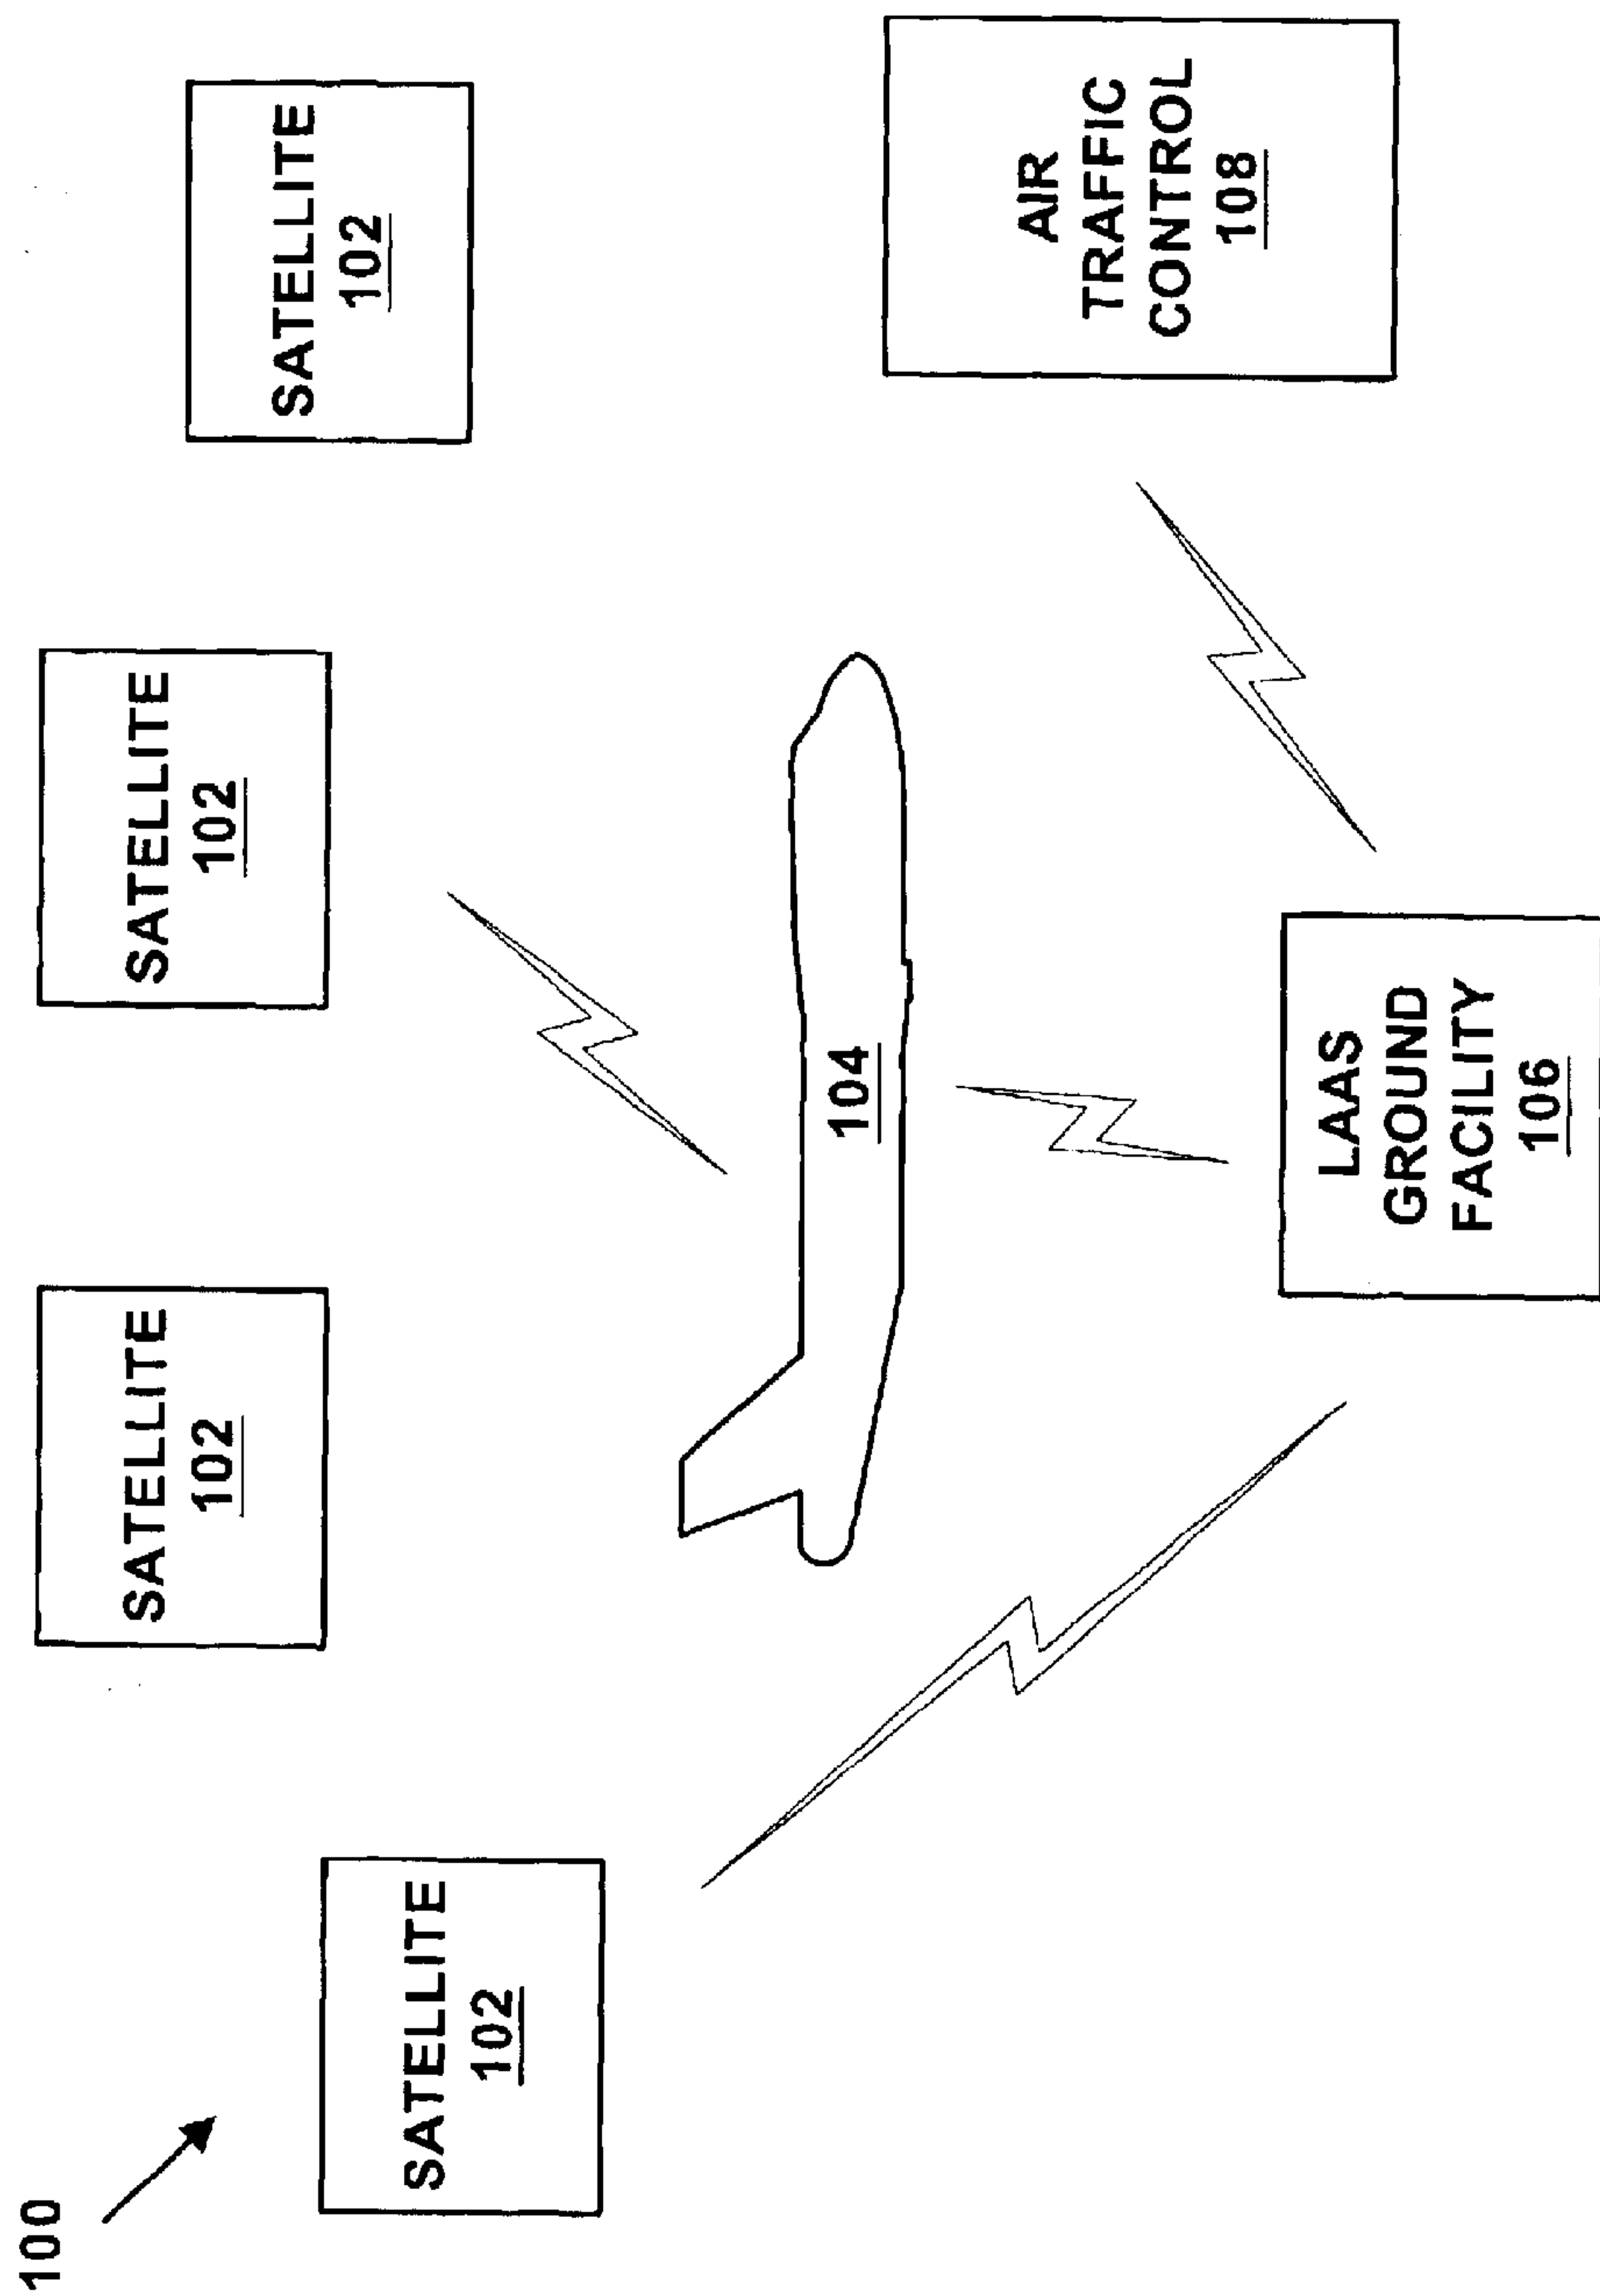 100
SATELLITE
102
SATELLITE
102
SATELLITE
102
SATELLITE
102
104
LAAS
GROUND
FACILITY
106
AIR
TRAFFIC
CONTROL
108